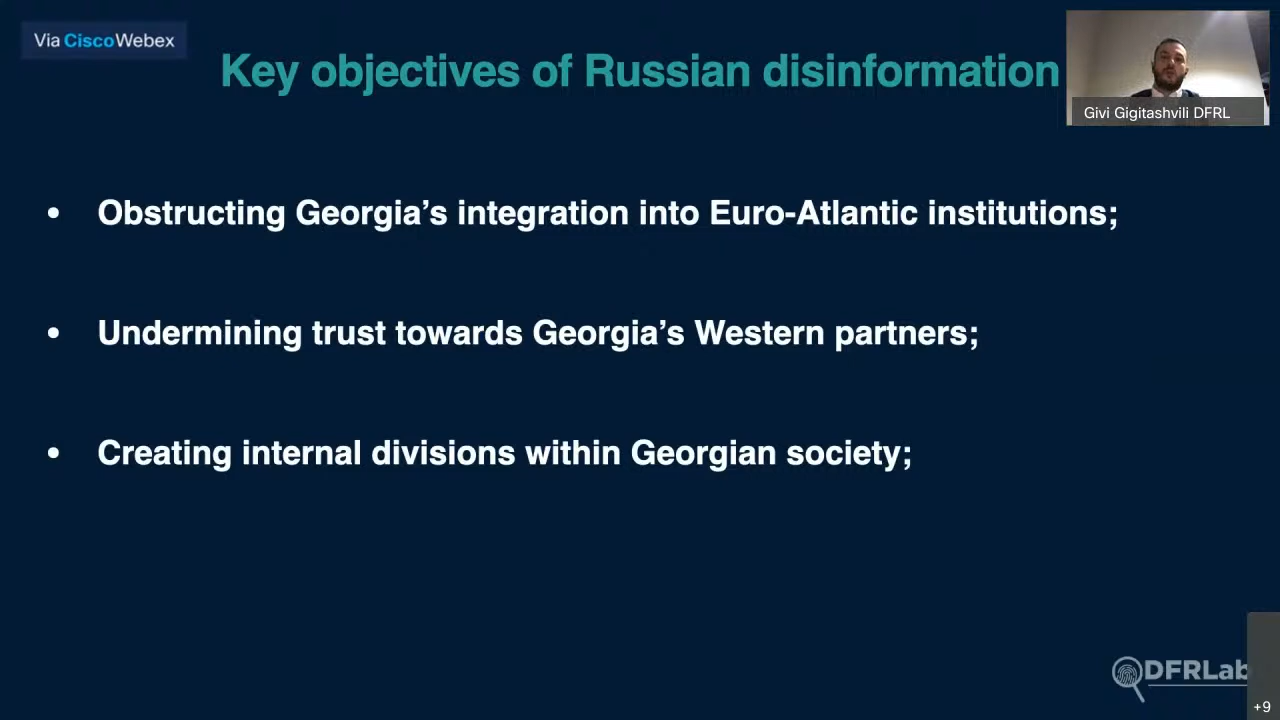 Via CiscoWebex
Key objectives of Russian disinformation
Givi Gigitashvili DFRL
• Obstructing Georgia’s integration into Euro-Atlantic institutions;
• Undermining trust towards Georgia’s Western partners;
• Creating internal divisions within Georgian society;
DFRLab
+9